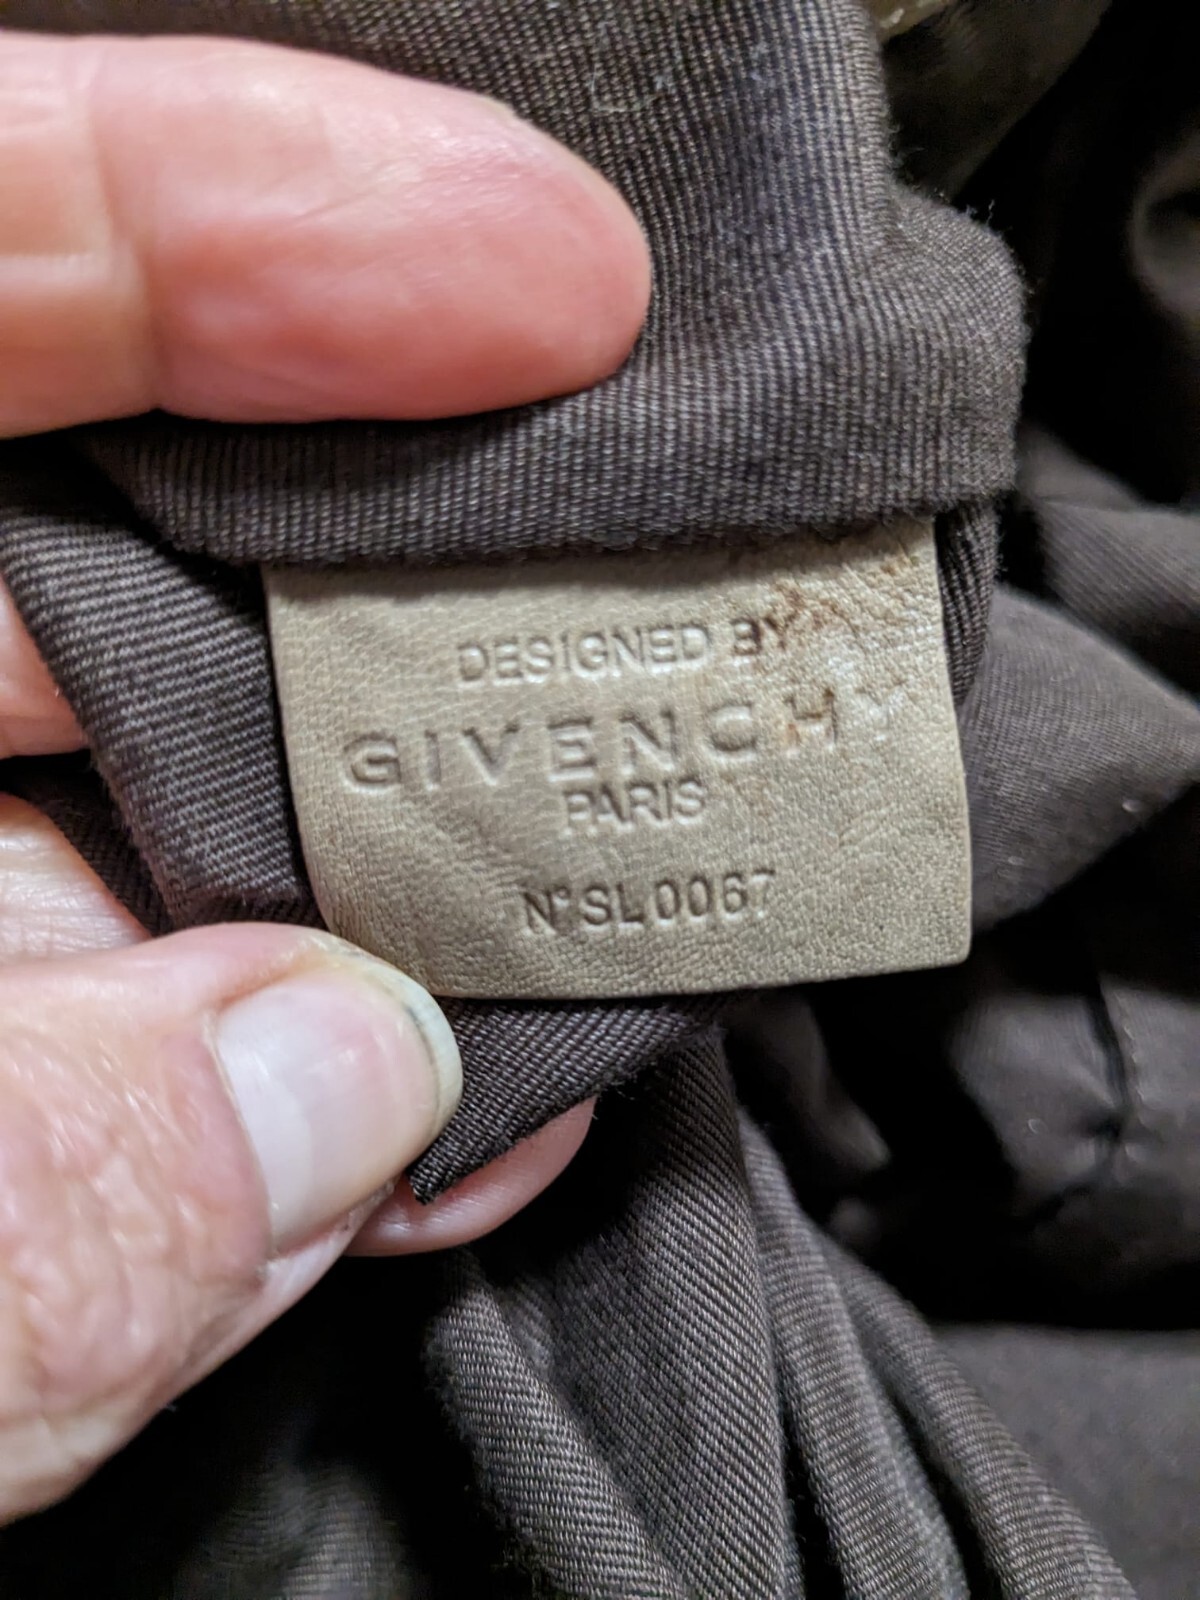 DESIGNED BY
GIVENCHY
PARIS
N° SL0067